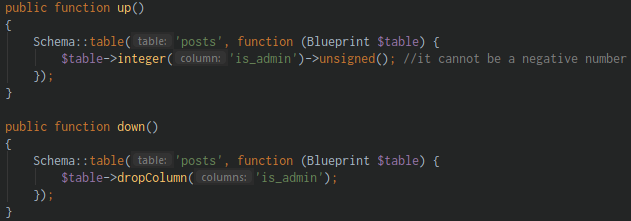 public function up()
{
    Schema::table( table: 'posts', function (Blueprint $table) {
        $table->integer( column: 'is_admin')->unsigned(); //it cannot be a negative number
    });
}

public function down()
{
    Schema::table( table: 'posts', function (Blueprint $table) {
        $table->dropColumn( columns: 'is_admin');
    });
}